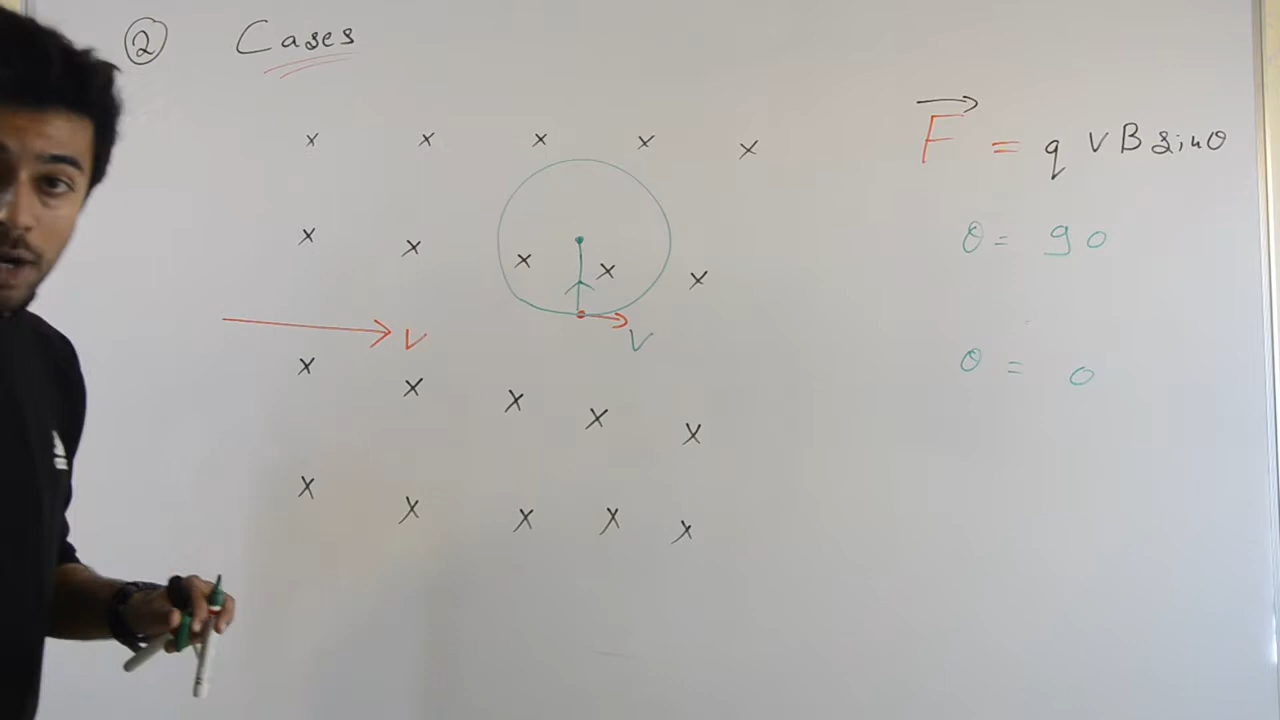 ② Cases
x x x x x
F = q v B sinθ
x x x x x
θ = 90
V V
θ = 0
x x x x x
x x x x x